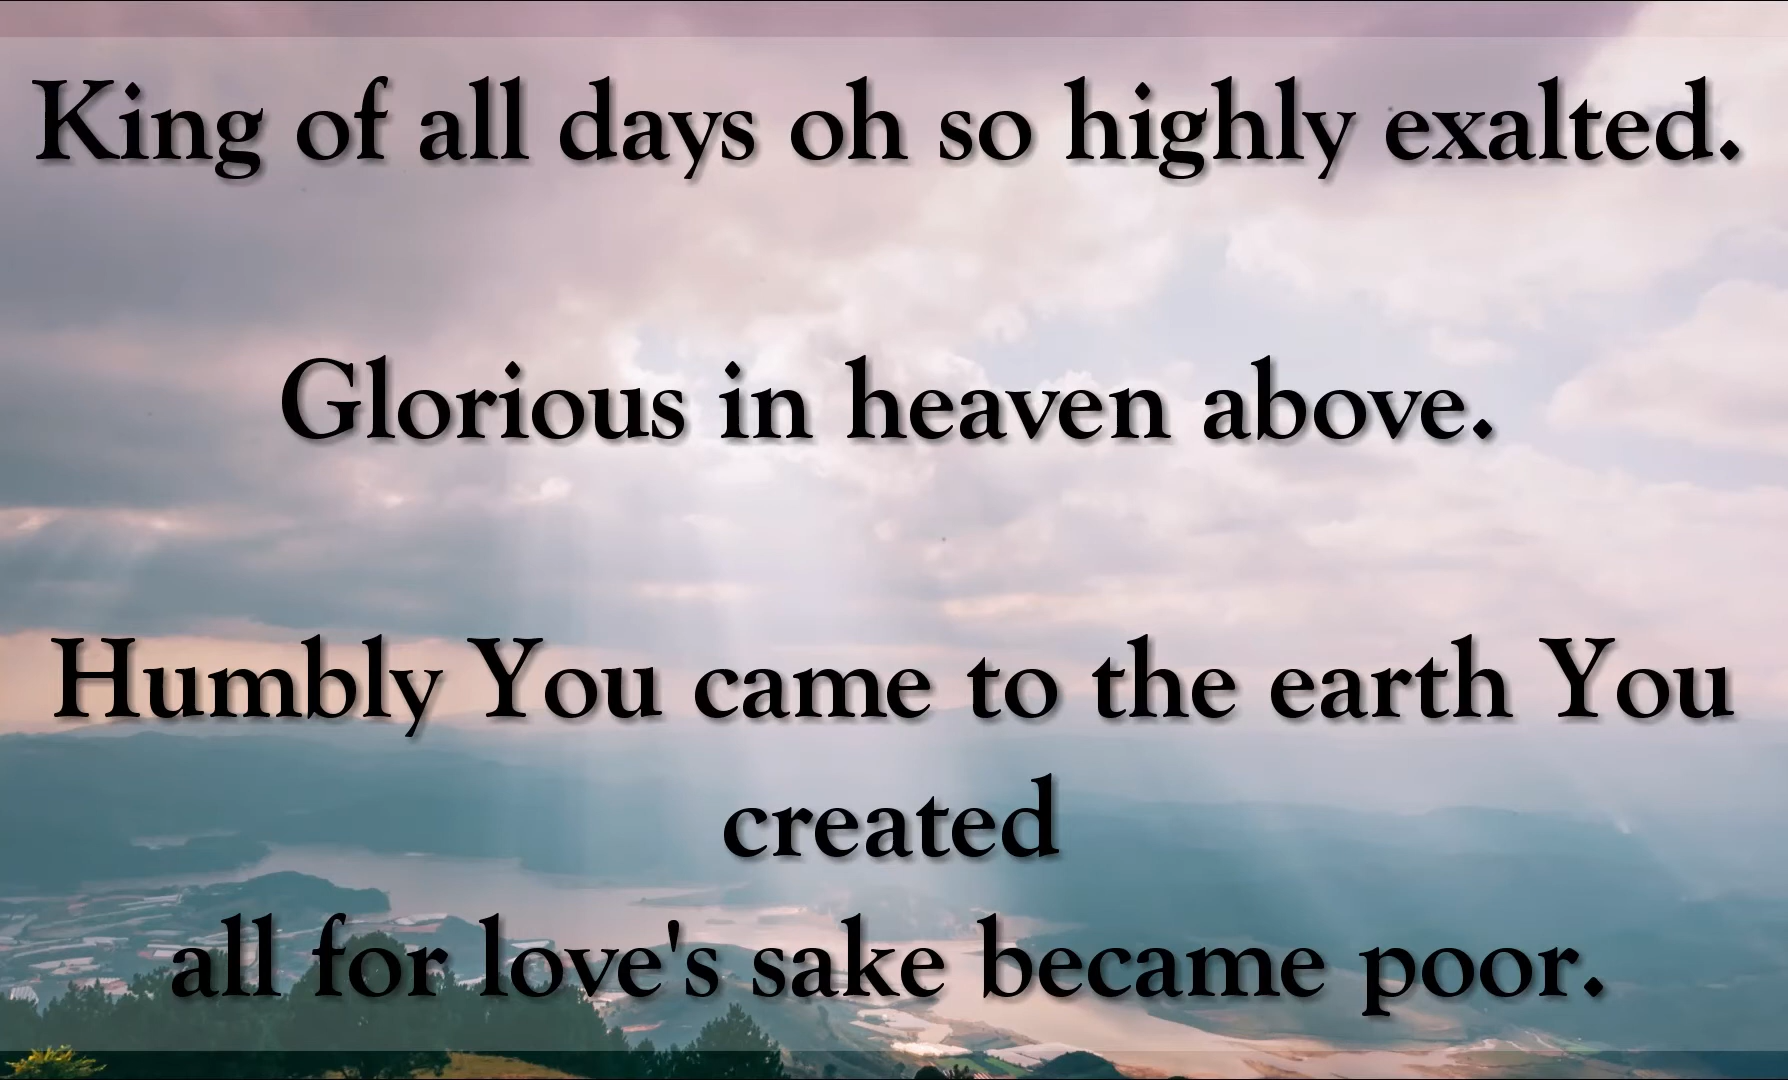 King of all days oh so highly exalted.
Glorious in heaven above.
Humbly You came to the earth You
created
all for love's sake became poor.